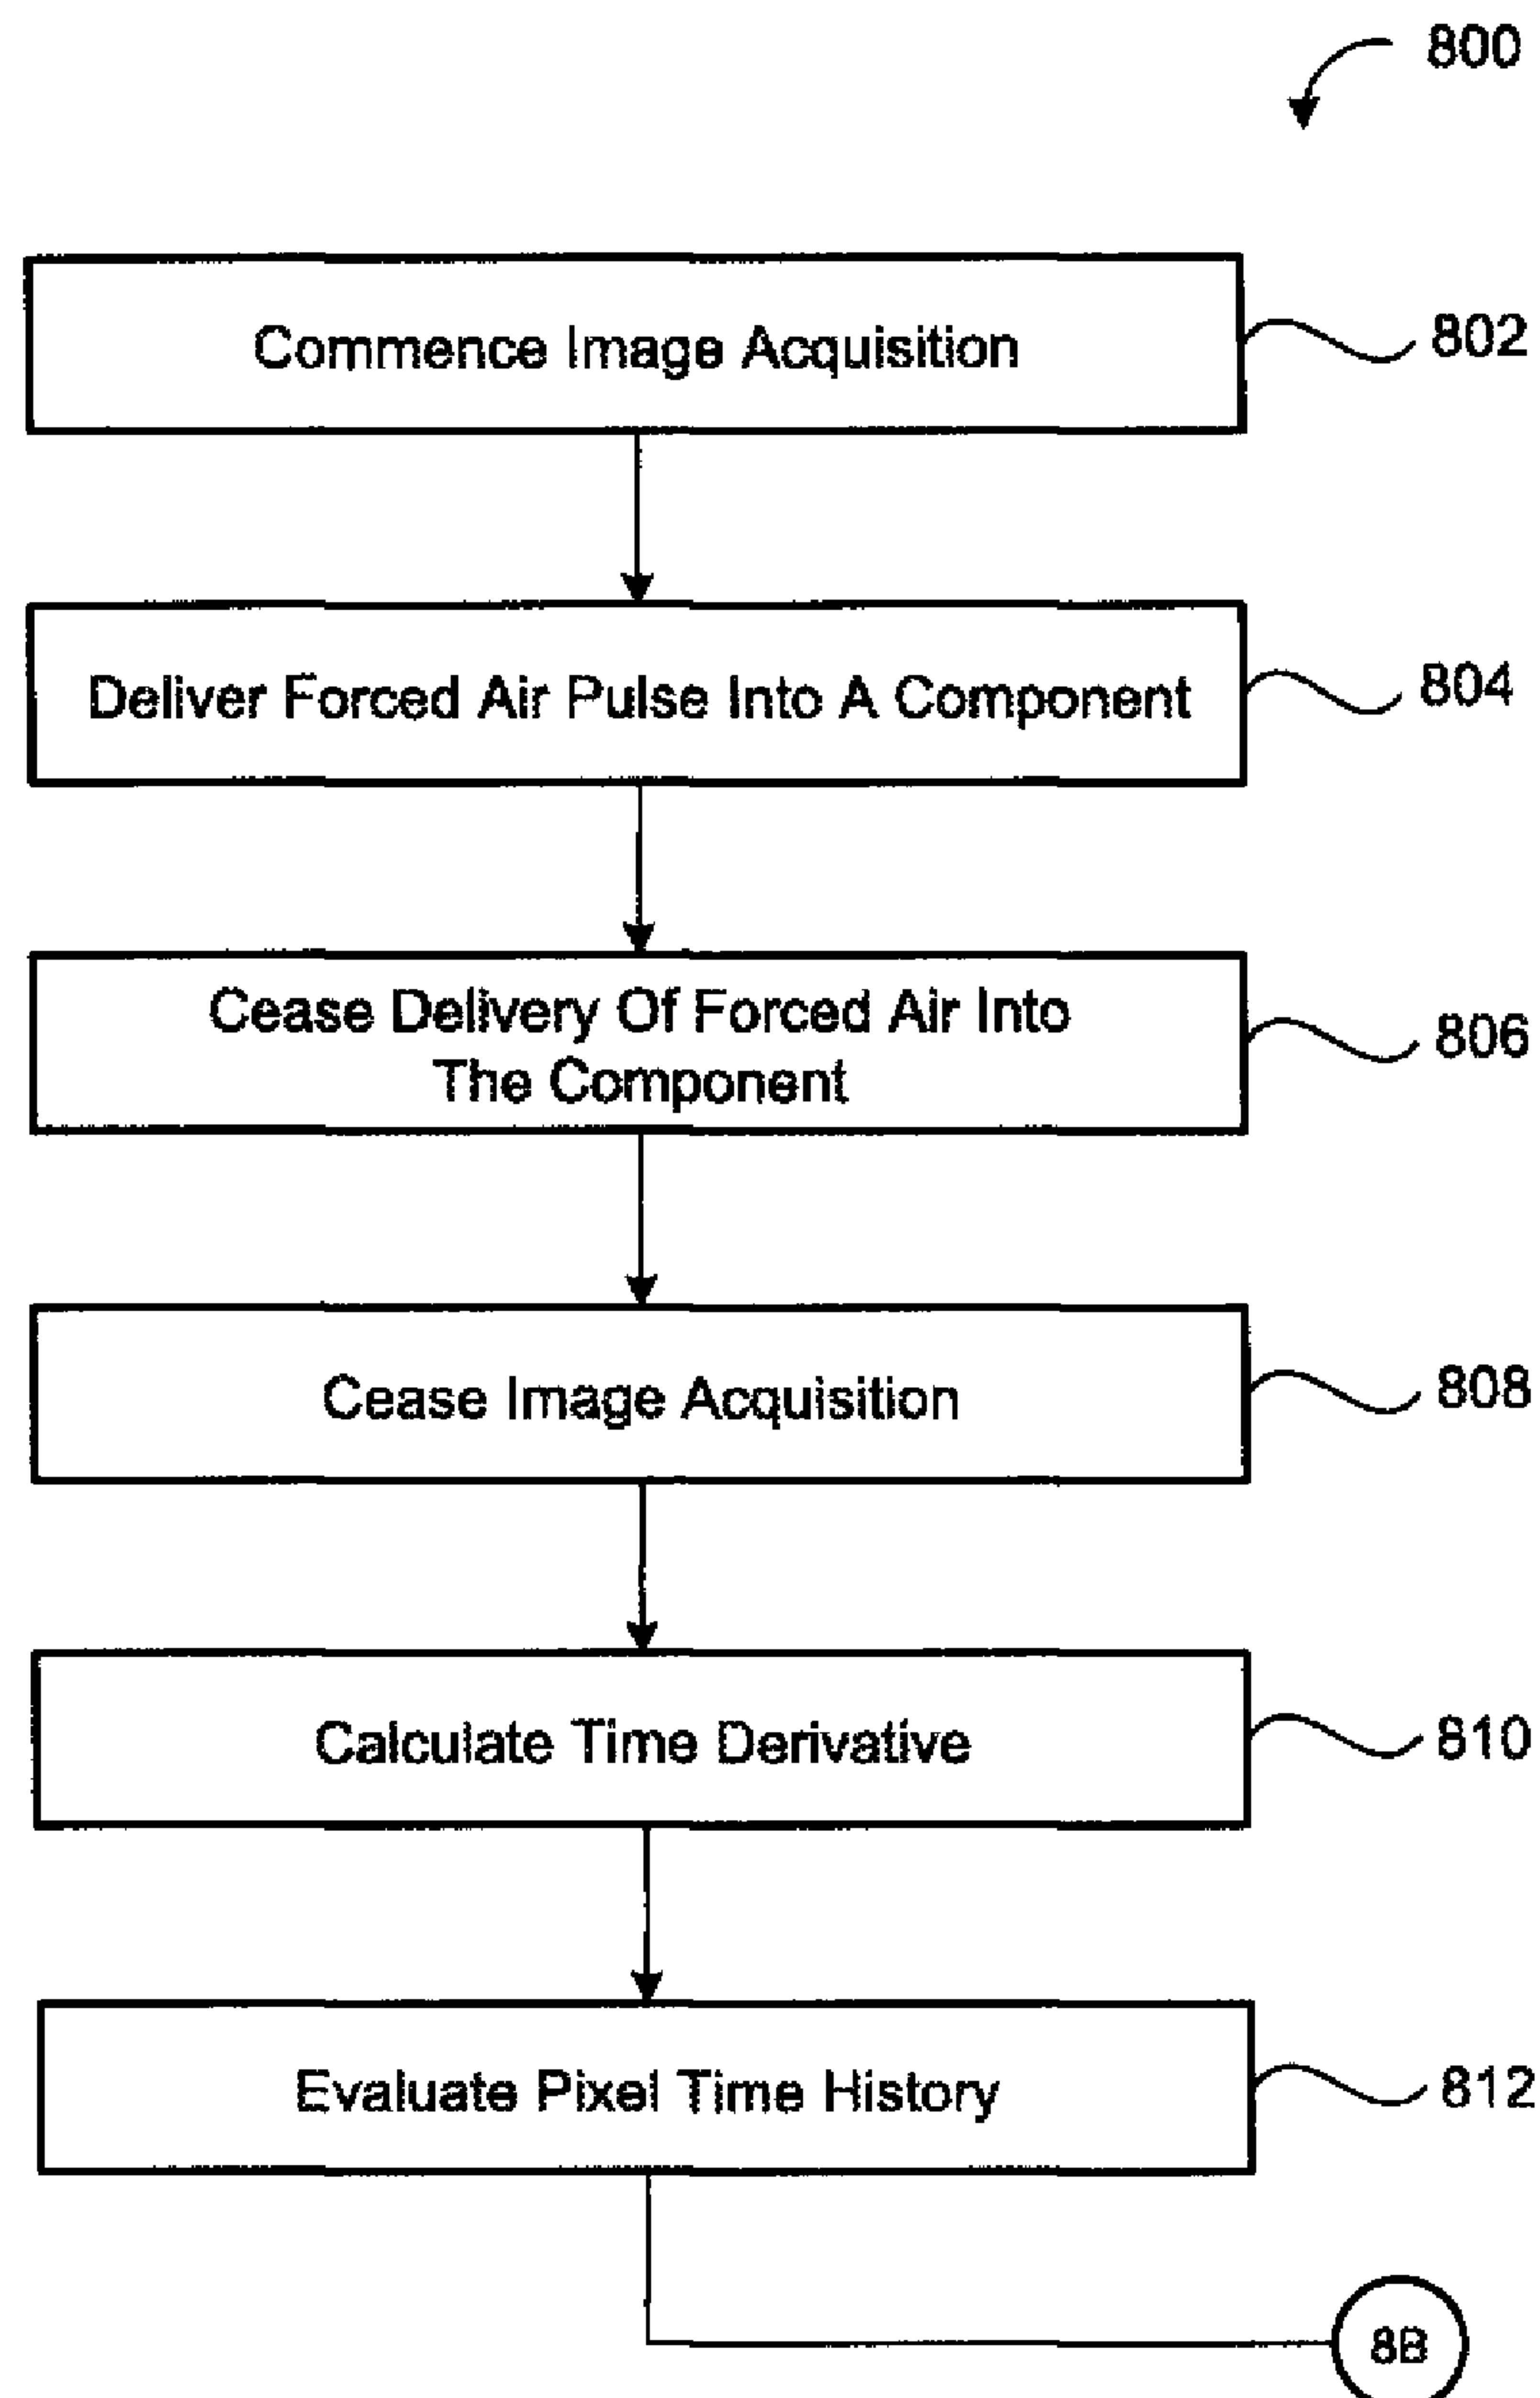 800
Commence Image Acquisition
802
Deliver Forced Air Pulse Into A Component
804
Cease Delivery Of Forced Air Into
The Component
806
Cease Image Acquisition
808
Calculate Time Derivative
810
Evaluate Pixel Time History
812
8B